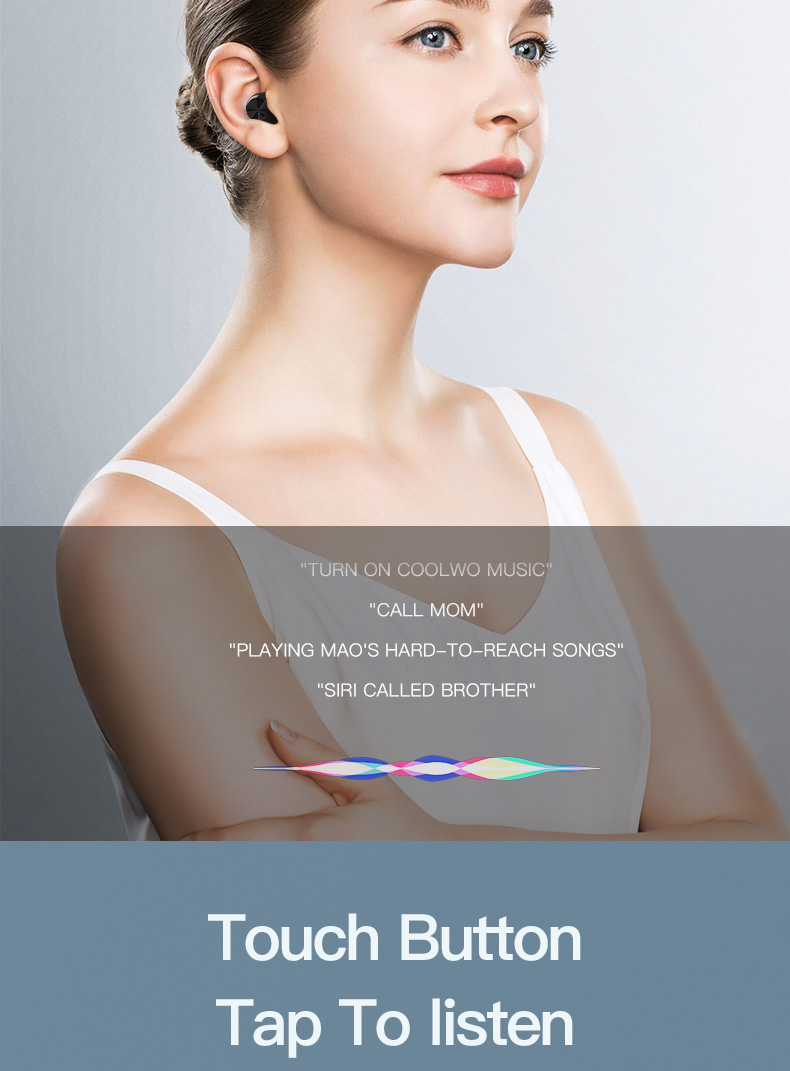 "TURN ON COOLWO MUSIC"
"CALL MOM"
"PLAYING MAO'S HARD-TO-REACH SONGS"
"SIRI CALLED BROTHER"
Touch Button
Tap To listen